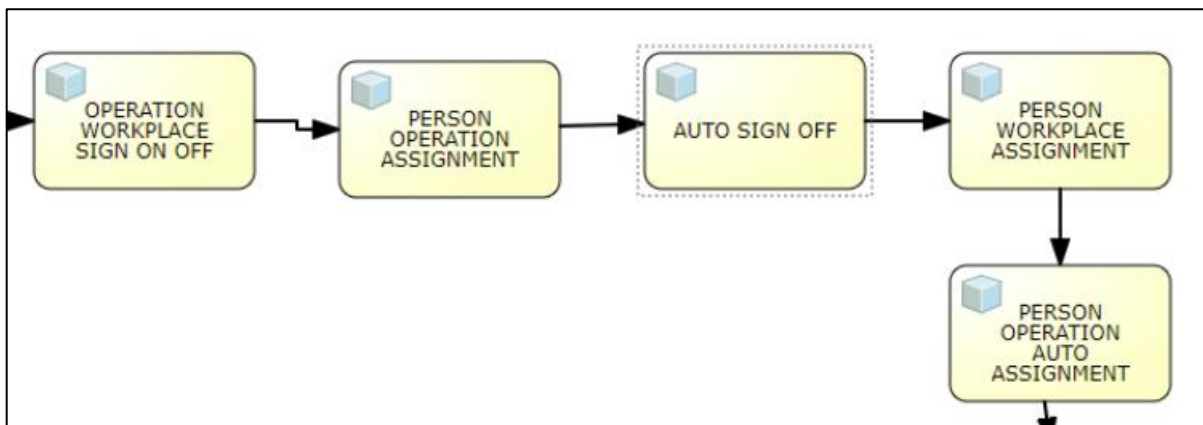 OPERATION
WORKPLACE
SIGN ON OFF
PERSON
OPERATION
ASSIGNMENT
AUTO SIGN OFF
PERSON
WORKPLACE
ASSIGNMENT
PERSON
OPERATION
AUTO
ASSIGNMENT